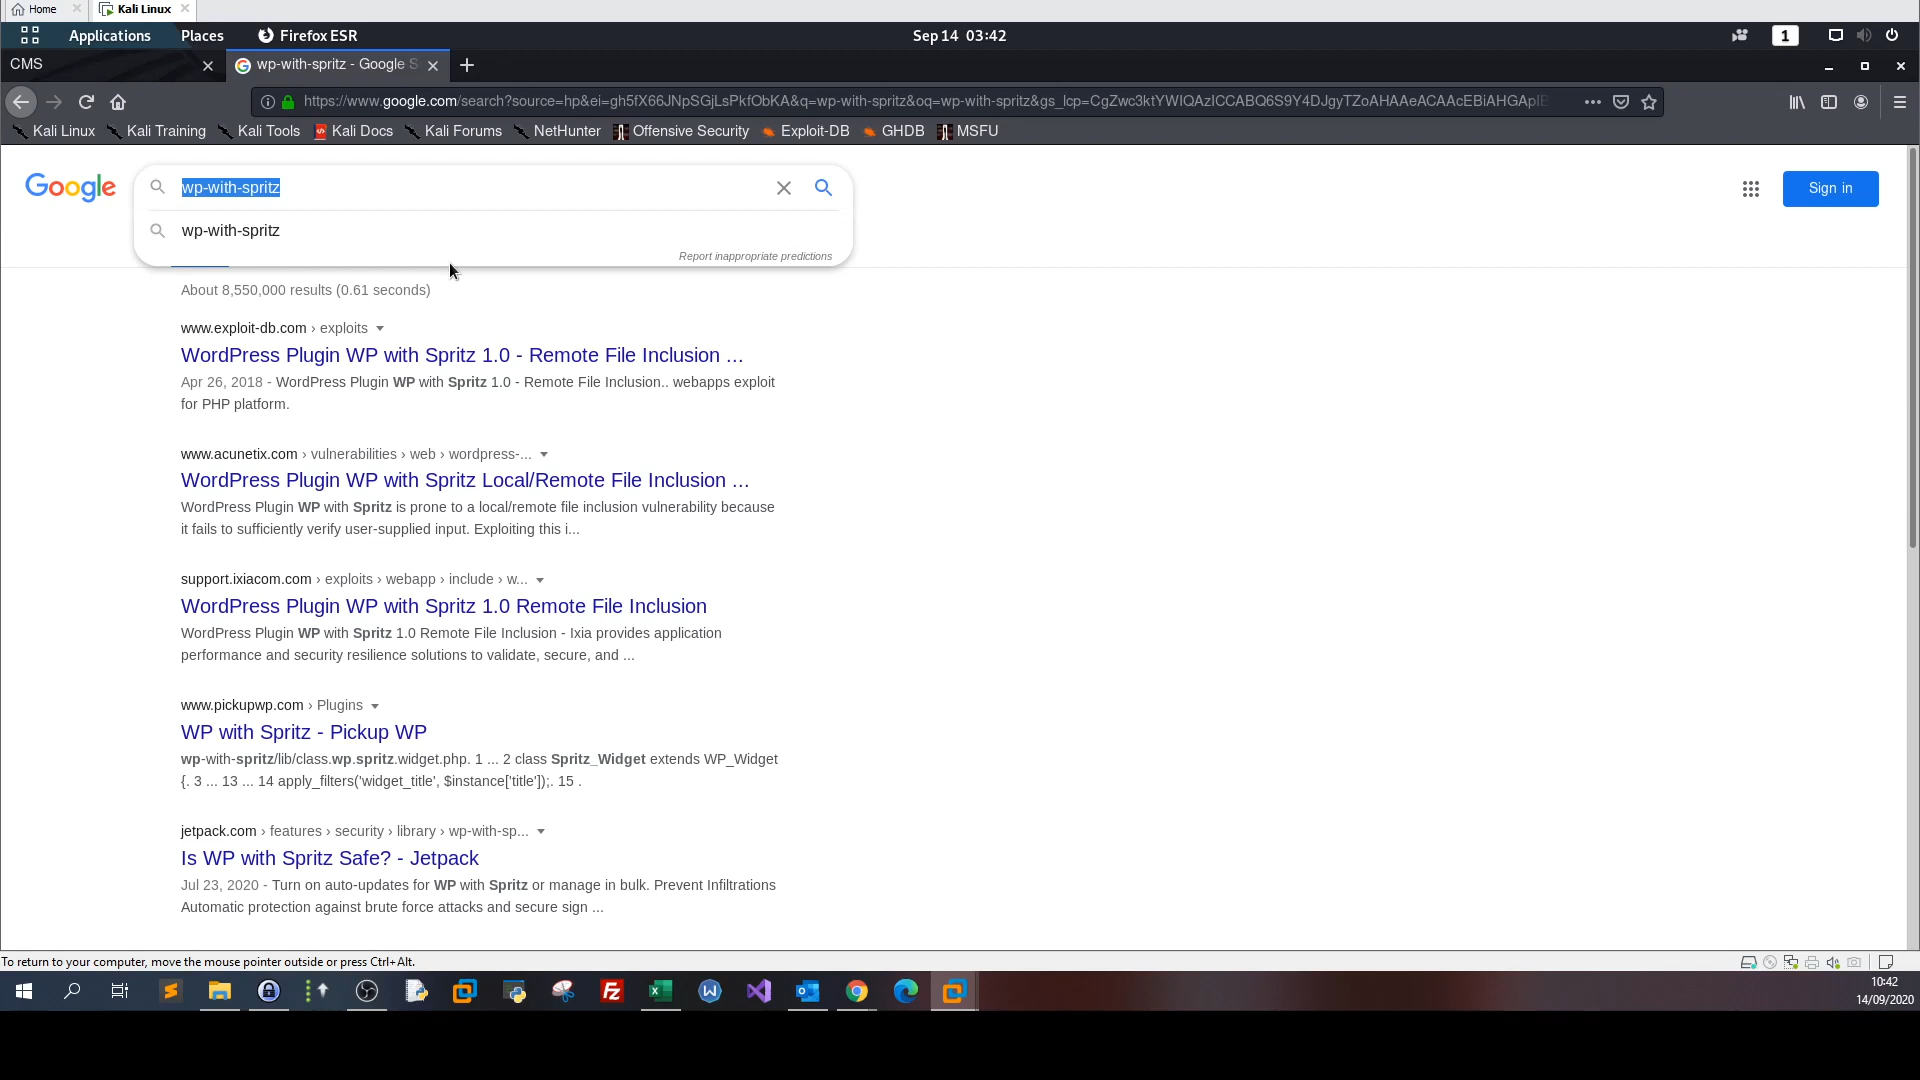 Home
Kali Linux
Applications
Places
Firefox ESR
Sep 14 03:42
1
CMS
wp-with-spritz - Google S
https://www.google.com/search?source=hp&ei=gh5fX66JNpSGjLsPkfObKA&q=wp-with-spritz&oq=wp-with-spritz&gs_lcp=CgZwc3ktYWIQAzICCABQ6S9Y4DJgyTZoAHAAeACAAcEBiAHGApIB
Kali Linux
Kali Training
Kali Tools
Kali Docs
Kali Forums
NetHunter
Offensive Security
Exploit-DB
GHDB
MSFU
Google
wp-with-spritz
Sign in
wp-with-spritz
Report inappropriate predictions
About 8,550,000 results (0.61 seconds)
www.exploit-db.com › exploits
WordPress Plugin WP with Spritz 1.0 - Remote File Inclusion ...
Apr 26, 2018 - WordPress Plugin WP with Spritz 1.0 - Remote File Inclusion.. webapps exploit
for PHP platform.
www.acunetix.com › vulnerabilities › web › wordpress-...
WordPress Plugin WP with Spritz Local/Remote File Inclusion ...
WordPress Plugin WP with Spritz is prone to a local/remote file inclusion vulnerability because
it fails to sufficiently verify user-supplied input. Exploiting this i...
support.ixiacom.com › exploits › webapp › include › w...
WordPress Plugin WP with Spritz 1.0 Remote File Inclusion
WordPress Plugin WP with Spritz 1.0 Remote File Inclusion - Ixia provides application
performance and security resilience solutions to validate, secure, and ...
www.pickupwp.com › Plugins
WP with Spritz - Pickup WP
wp-with-spritz/lib/class.wp.spritz.widget.php. 1 ... 2 class Spritz_Widget extends WP_Widget
{. 3 ... 13 ... 14 apply_filters('widget_title', $instance['title']);. 15 .
jetpack.com › features › security › library › wp-with-sp...
Is WP with Spritz Safe? - Jetpack
Jul 23, 2020 - Turn on auto-updates for WP with Spritz or manage in bulk. Prevent Infiltrations
Automatic protection against brute force attacks and secure sign ...
To return to your computer, move the mouse pointer outside or press Ctrl+Alt.
10:42
14/09/2020